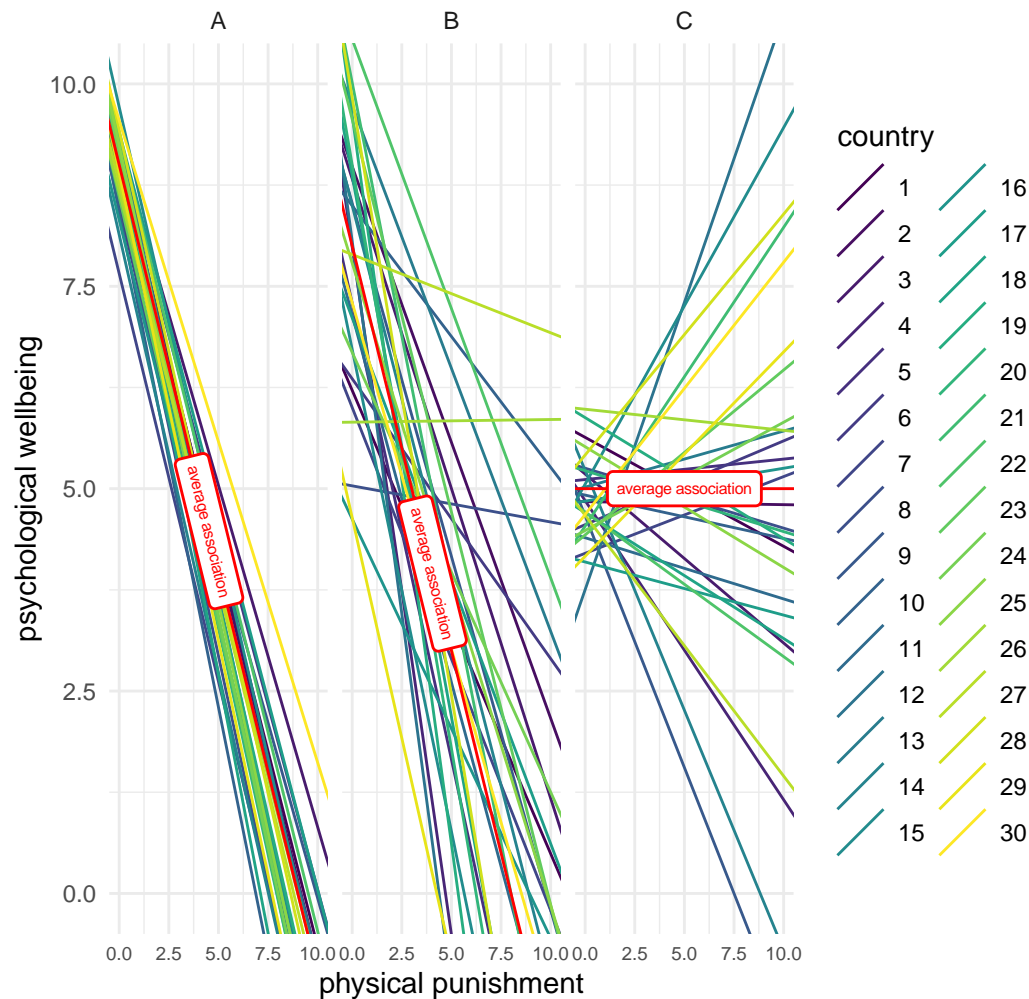 A B C
10.0
7.5
5.0
2.5
0.0
psychological wellbeing
average association
average association
average association
0.0 2.5 5.0 7.5 10.0 0.0 2.5 5.0 7.5 10.0 0.0 2.5 5.0 7.5 10.0
physical punishment
country
1 16
2 17
3 18
4 19
5 20
6 21
7 22
8 23
9 24
10 25
11 26
12 27
13 28
14 29
15 30